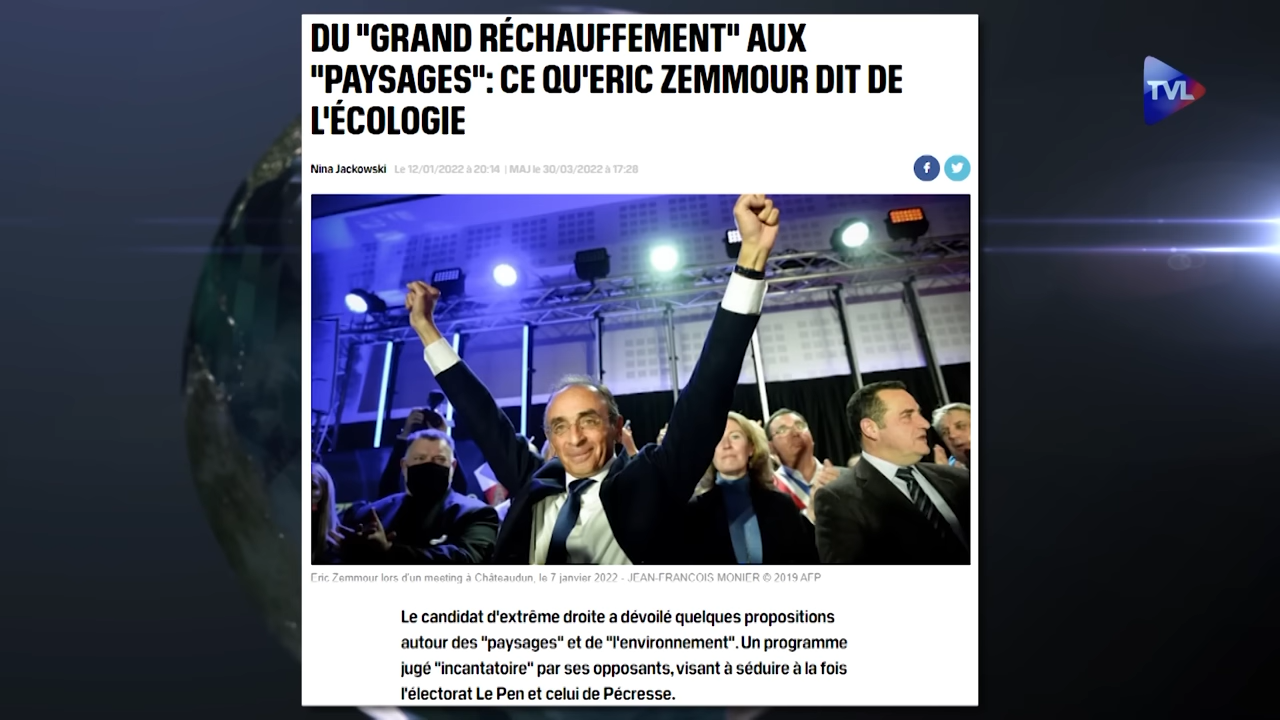 DU "GRAND RÉCHAUFFEMENT" AUX
"PAYSAGES": CE QU'ERIC ZEMMOUR DIT DE
L'ÉCOLOGIE
TVL
Nina Jackowski Le 12/01/2022 à 20:14 | MAJ le 30/03/2022 à 17:28
Eric Zemmour lors d'un meeting à Châteaudun, le 7 janvier 2022 - JEAN-FRANCOIS MONIER © 2019 AFP
Le candidat d'extrême droite a dévoilé quelques propositions
autour des "paysages" et de "l'environnement". Un programme
jugé "incantatoire" par ses opposants, visant à séduire à la fois
l'électorat Le Pen et celui de Pécresse.